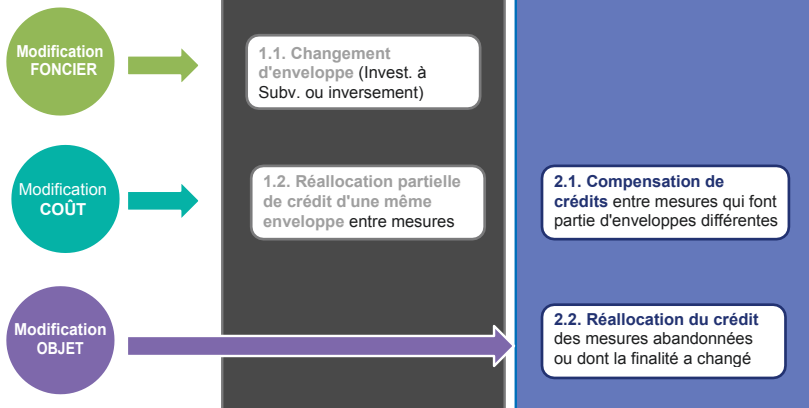 Modification
FONCIER
1.1. Changement
d'enveloppe (Invest. à
Subv. ou inversement)
Modification
COÛT
1.2. Réallocation partielle
de crédit d'une même
enveloppe entre mesures
2.1. Compensation de
crédits entre mesures qui font
partie d'enveloppes différentes
Modification
OBJET
2.2. Réallocation du crédit
des mesures abandonnées
ou dont la finalité a changé